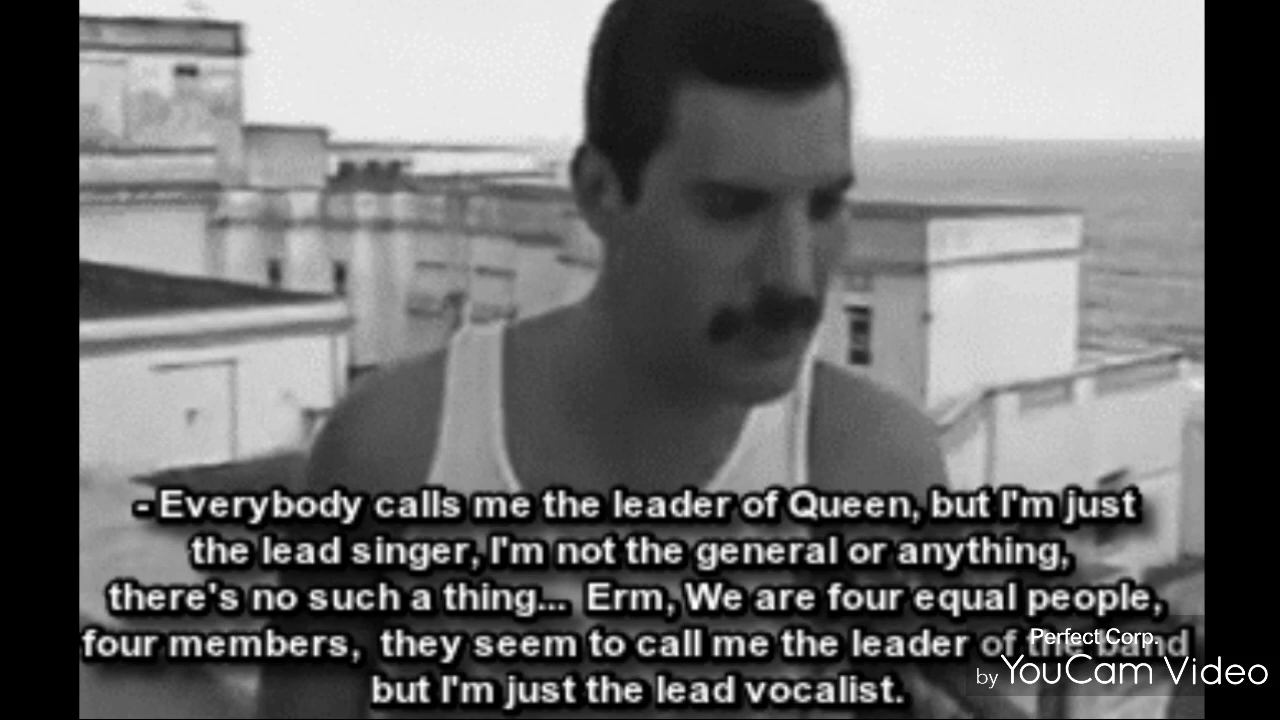 - Everybody calls me the leader of Queen, but I'm just
the lead singer, I'm not the general or anything,
there's no such a thing... Erm, We are four equal people,
four members, they seem to call me the leader of the band
but I'm just the lead vocalist.
Perfect Corp.
by YouCam Video